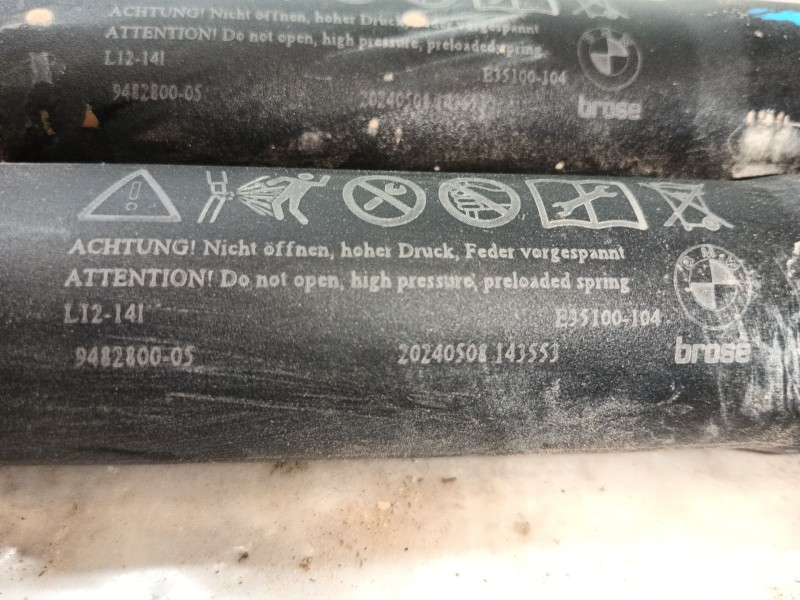 ACHTUNG! Nicht öffnen, hoher Druck, Feder vorgespannt
ATTENTION! Do not open, high pressure, preloaded spring
L12-141 E35100-104
9482800-05 brose
ACHTUNG! Nicht öffnen, hoher Druck, Feder vorgespannt
ATTENTION! Do not open, high pressure, preloaded spring
L12-141 E35100-104
9482800-05 20240508 143553 brose